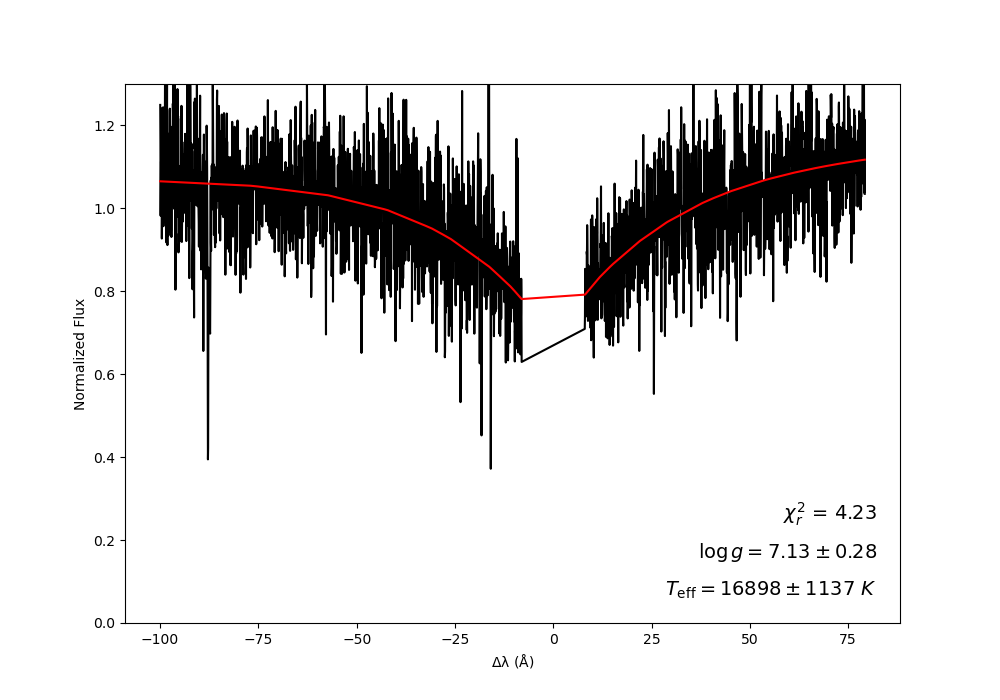 1.2
1.0
0.8
0.6
0.4
0.2
0.0
Normalized Flux
χ²ᵣ = 4.23
log g = 7.13 ± 0.28
T_eff = 16898 ± 1137 K
−100 −75 −50 −25 0 25 50 75
Δλ (Å)